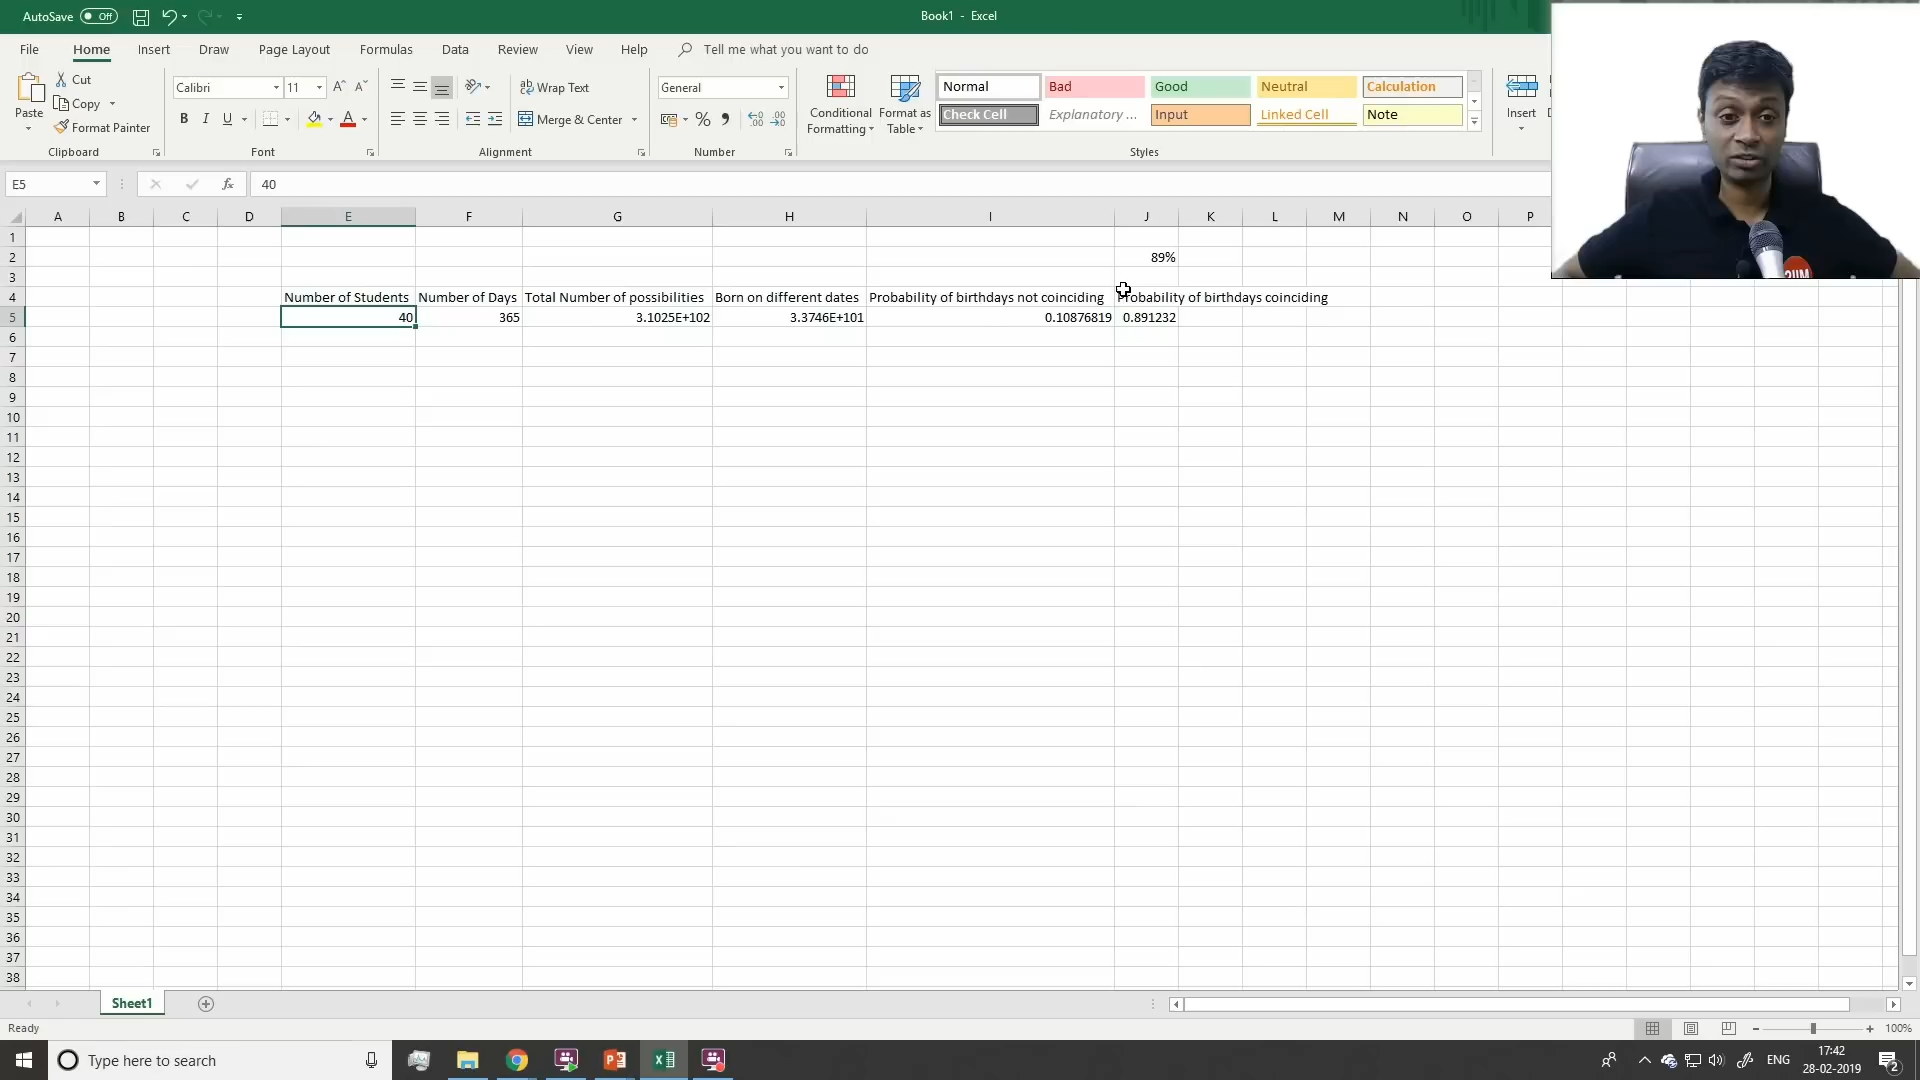 AutoSave Off
Book1 - Excel
File Home Insert Draw Page Layout Formulas Data Review View Help Tell me what you want to do
Paste
Cut
Copy
Format Painter
Clipboard
Calibri 11
B I U
Font
Wrap Text
Merge & Center
Alignment
General
Number
Conditional Formatting
Format as Table
Normal Bad Good Neutral Calculation
Check Cell Explanatory ... Input Linked Cell Note
Styles
Insert
E5 fx 40
A B C D E F G H I J K L M N O P
1
2 89%
3
4 Number of Students Number of Days Total Number of possibilities Born on different dates Probability of birthdays not coinciding Probability of birthdays coinciding
5 40 365 3.1025E+102 3.3746E+101 0.10876819 0.891232
6
7
8
9
10
11
12
13
14
15
16
17
18
19
20
21
22
23
24
25
26
27
28
29
30
31
32
33
34
35
36
37
38
Sheet1
Ready
100%
Type here to search
ENG
17:42
28-02-2019
2